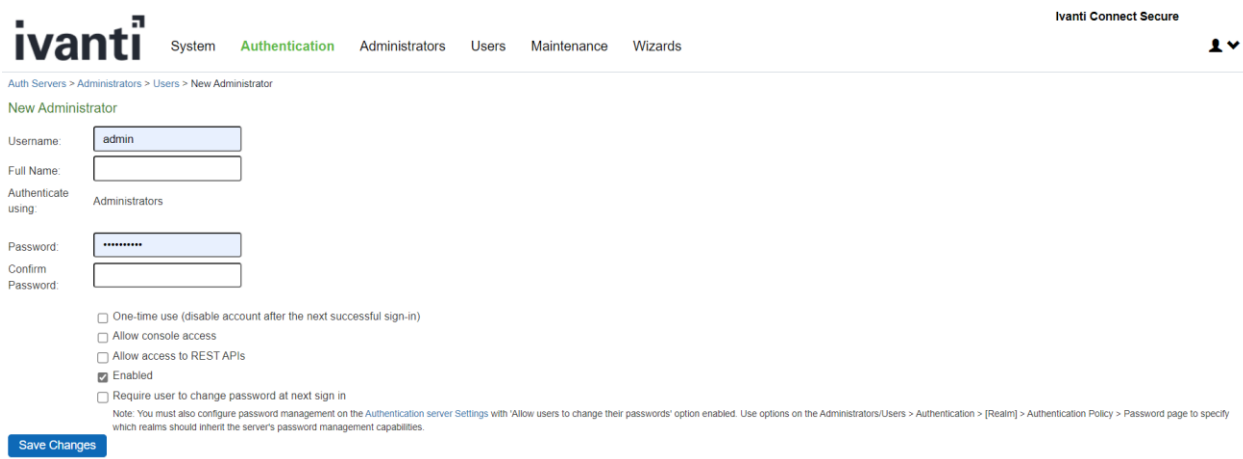 Ivanti Connect Secure
ivanti
System Authentication Administrators Users Maintenance Wizards
Auth Servers > Administrators > Users > New Administrator
New Administrator
Username: admin
Full Name:
Authenticate
using: Administrators
Password: ••••••••••
Confirm
Password:
One-time use (disable account after the next successful sign-in)
Allow console access
Allow access to REST APIs
Enabled
Require user to change password at next sign in
Note: You must also configure password management on the Authentication server Settings with 'Allow users to change their passwords' option enabled. Use options on the Administrators/Users > Authentication > [Realm] > Authentication Policy > Password page to specify
which realms should inherit the server's password management capabilities.
Save Changes